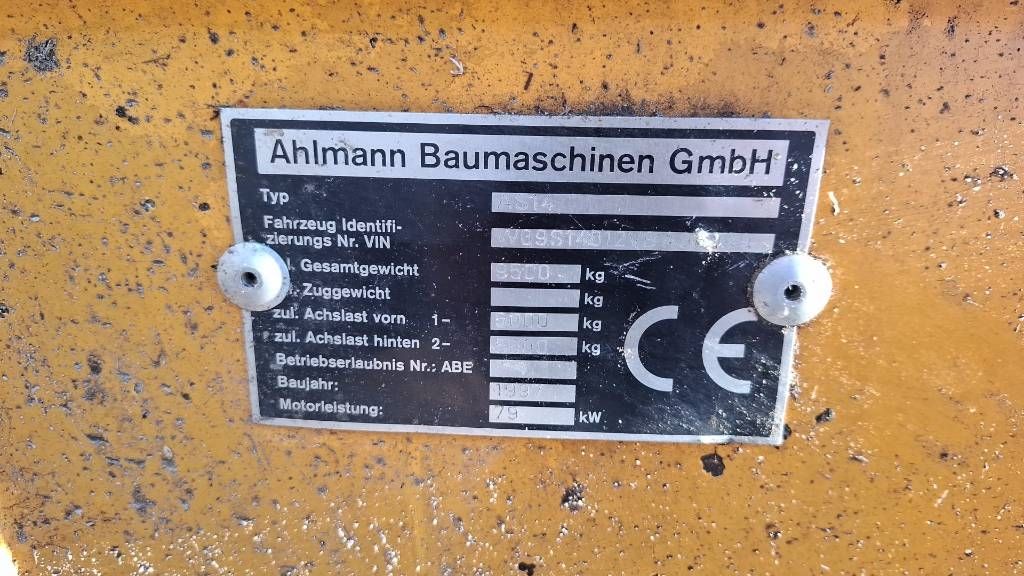 Ahlmann Baumaschinen GmbH
Typ
Fahrzeug Identifi-
zierungs Nr. VIN
Gesamtgewicht kg
Zuggewicht kg
zul. Achslast vorn 1- kg
zul. Achslast hinten 2- kg
Betriebserlaubnis Nr.: ABE
Baujahr:
Motorleistung: 79 kW
CE